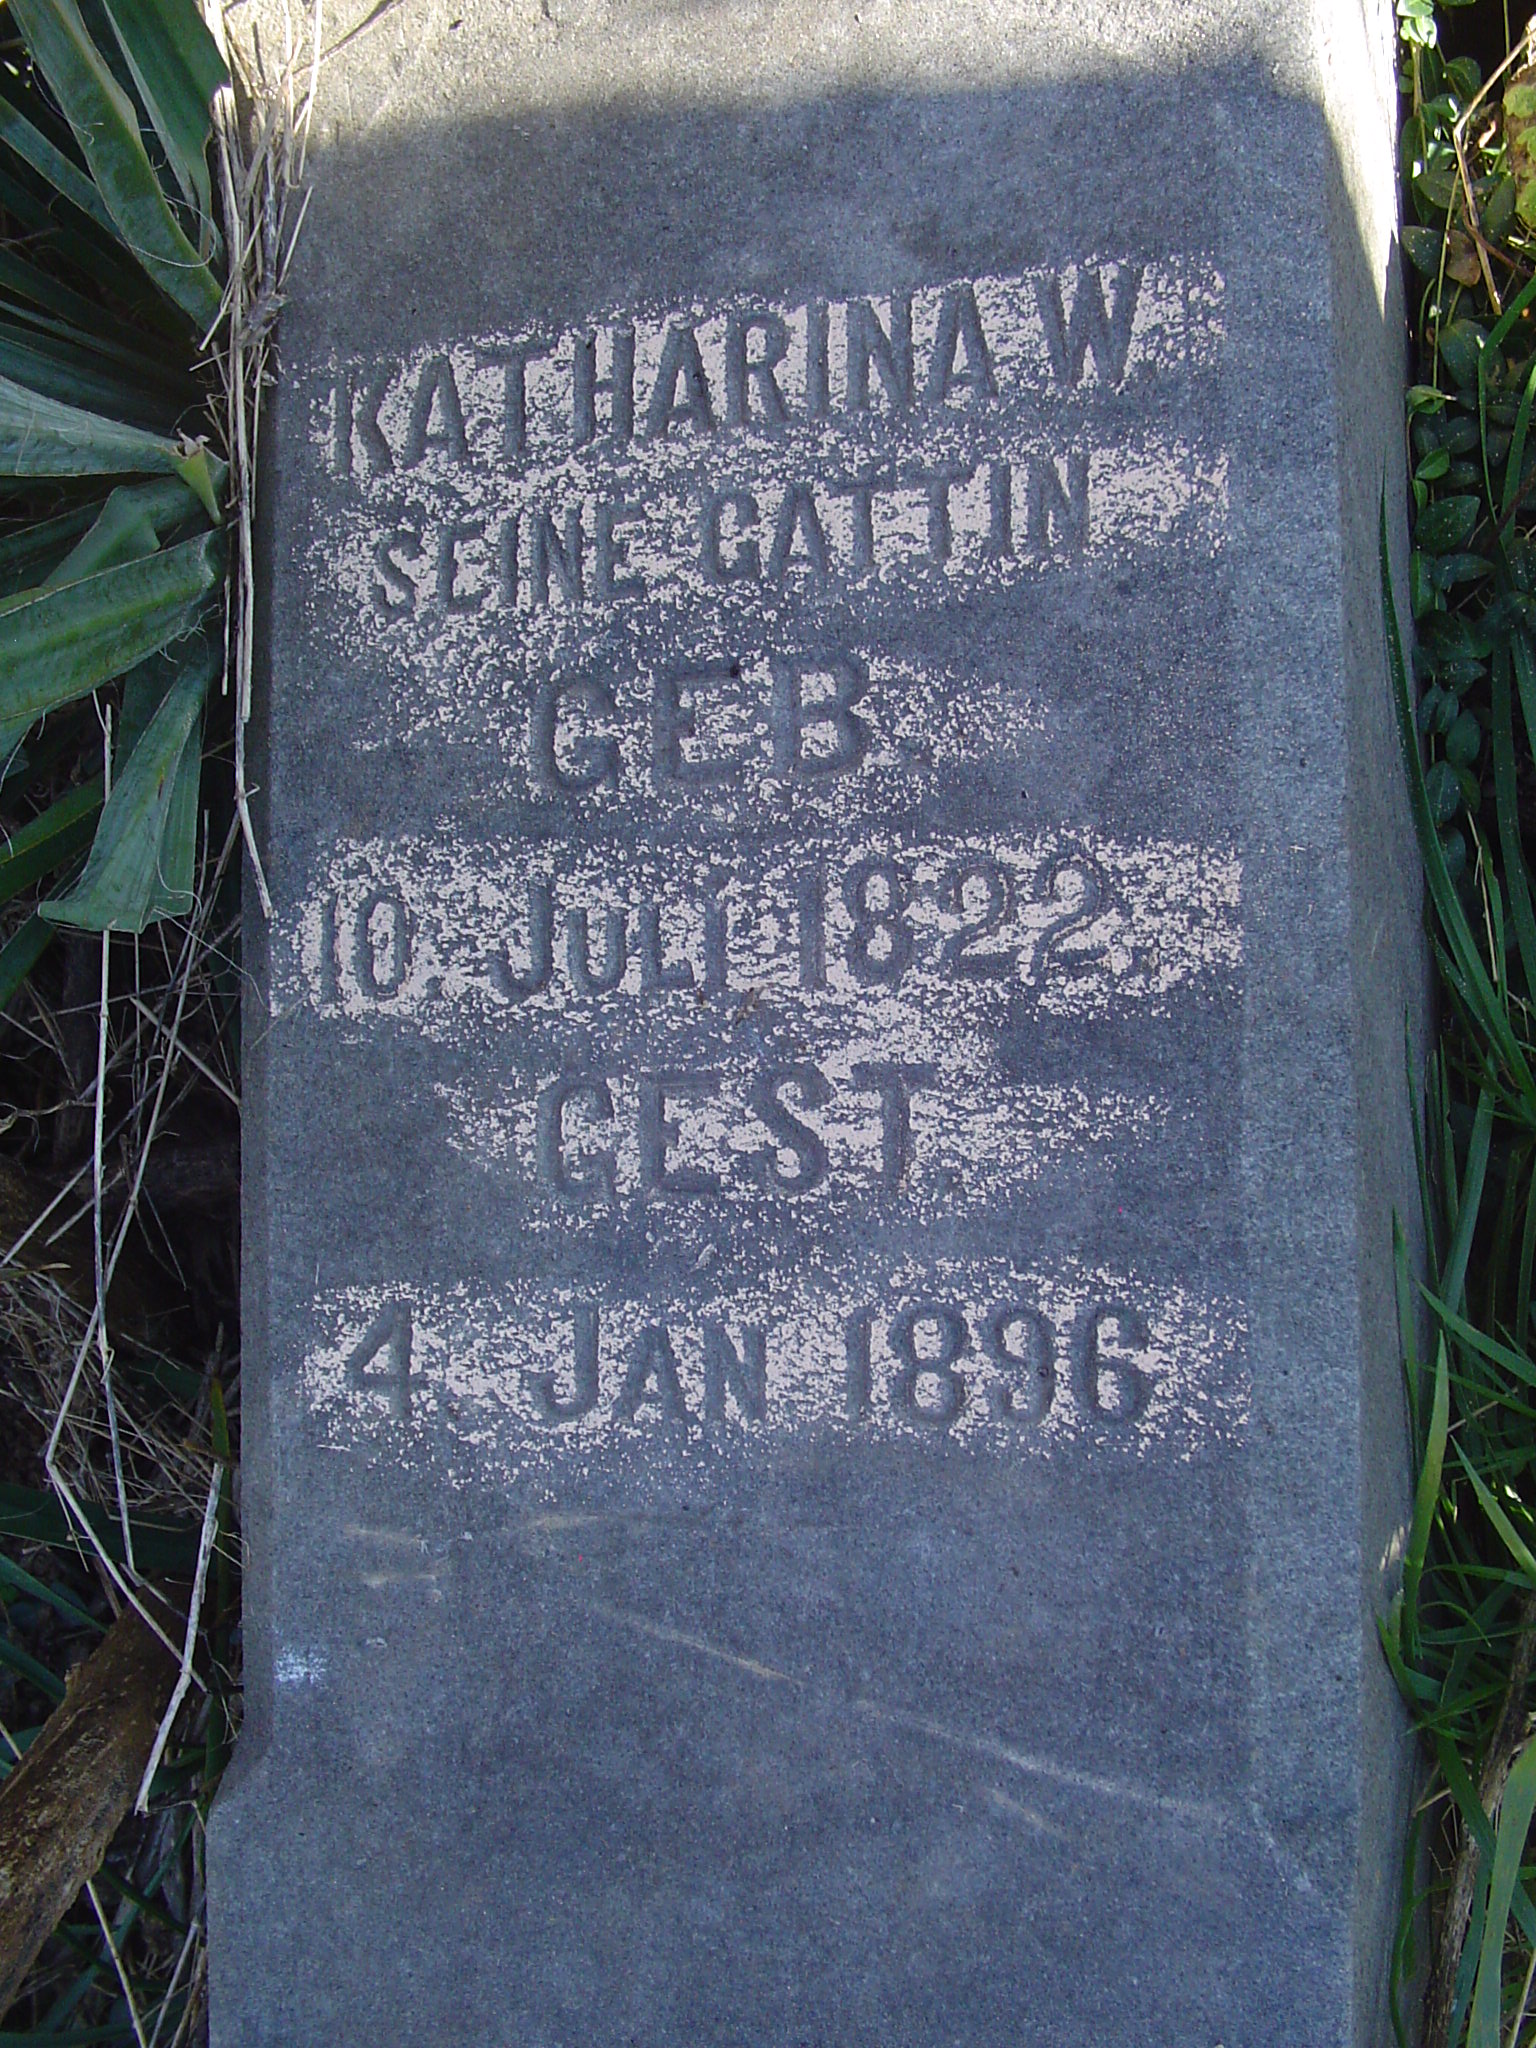 KATHARINA W
SEINE GATTIN
GEB.
10. JULI 1822.
GEST.
4. JAN 1896